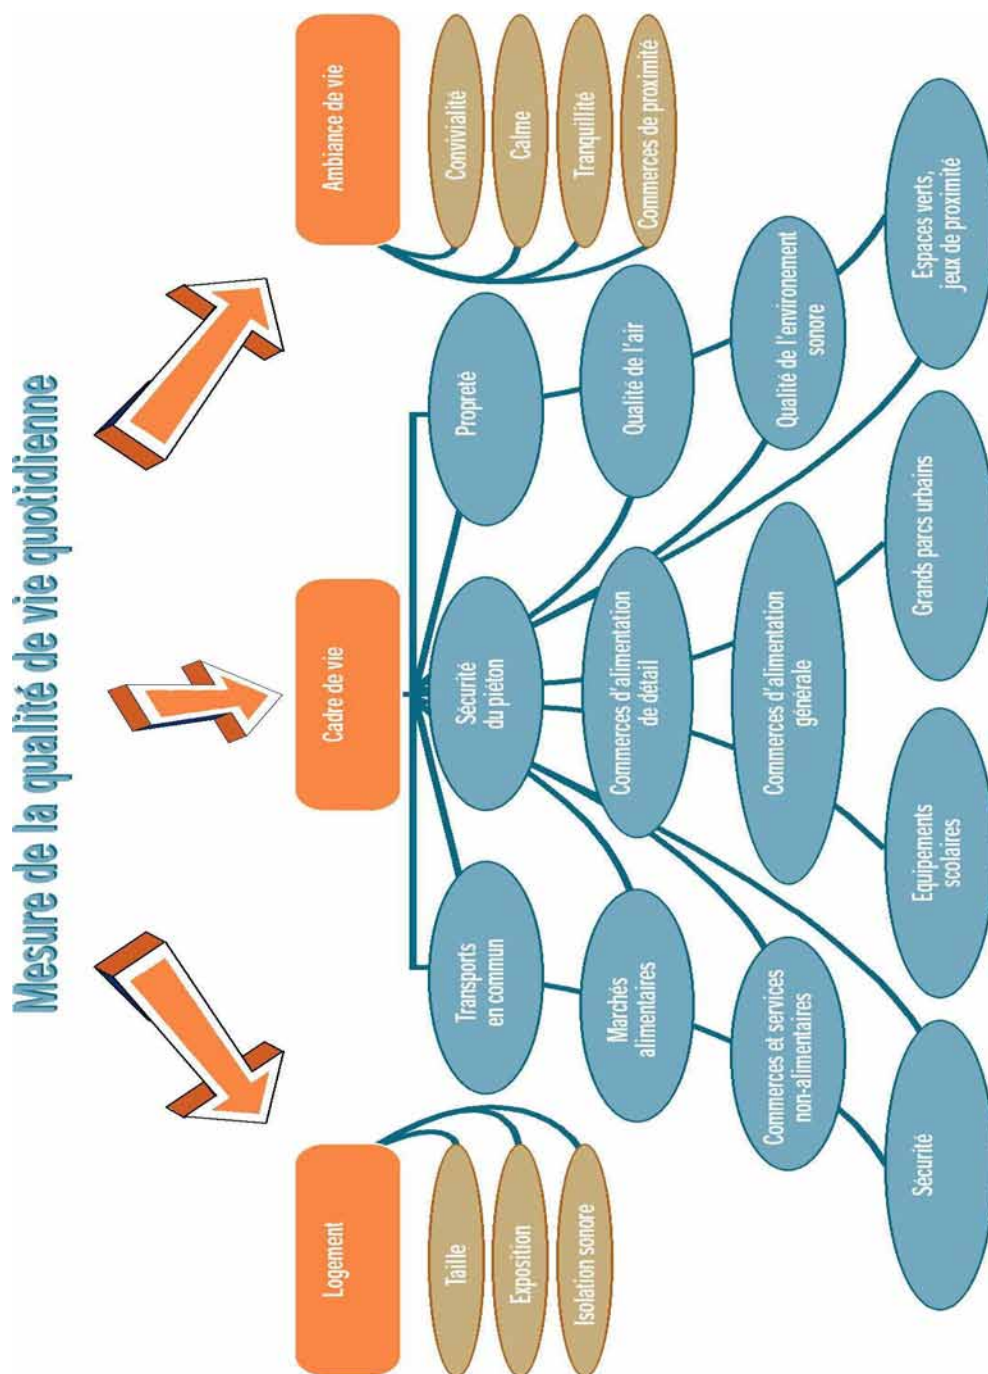 Mesure de la qualité de vie quotidienne
Logement
Cadre de vie
Ambiance de vie
Taille
Exposition
Isolation sonore
Transports
en commun
Sécurité
du piéton
Propreté
Convivialité
Calme
Tranquillité
Commerces de proximité
Marchés
alimentaires
Commerces d'alimentation
de détail
Qualité de l'air
Commerces et services
non-alimentaires
Commerces d'alimentation
générale
Qualité de l'environement
sonore
Sécurité
Equipements
scolaires
Grands parcs urbains
Espaces verts,
jeux de proximité